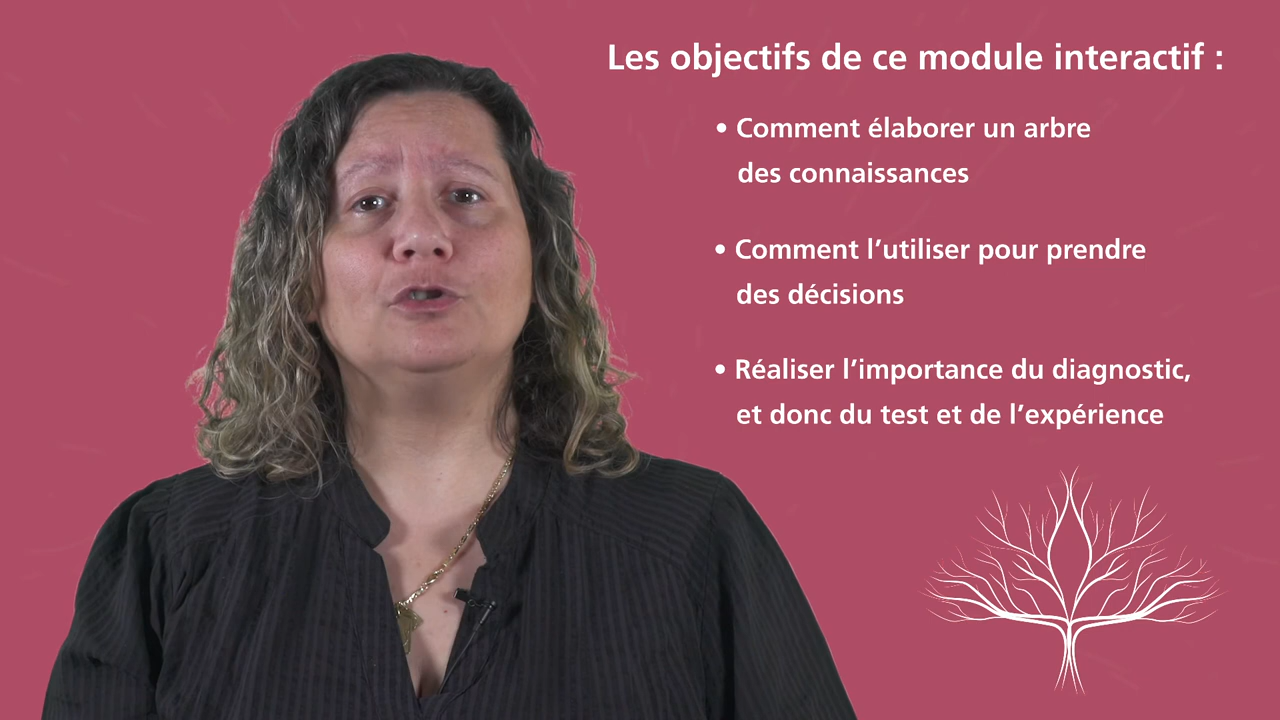 Les objectifs de ce module interactif :
• Comment élaborer un arbre
des connaissances
• Comment l’utiliser pour prendre
des décisions
• Réaliser l’importance du diagnostic,
et donc du test et de l’expérience